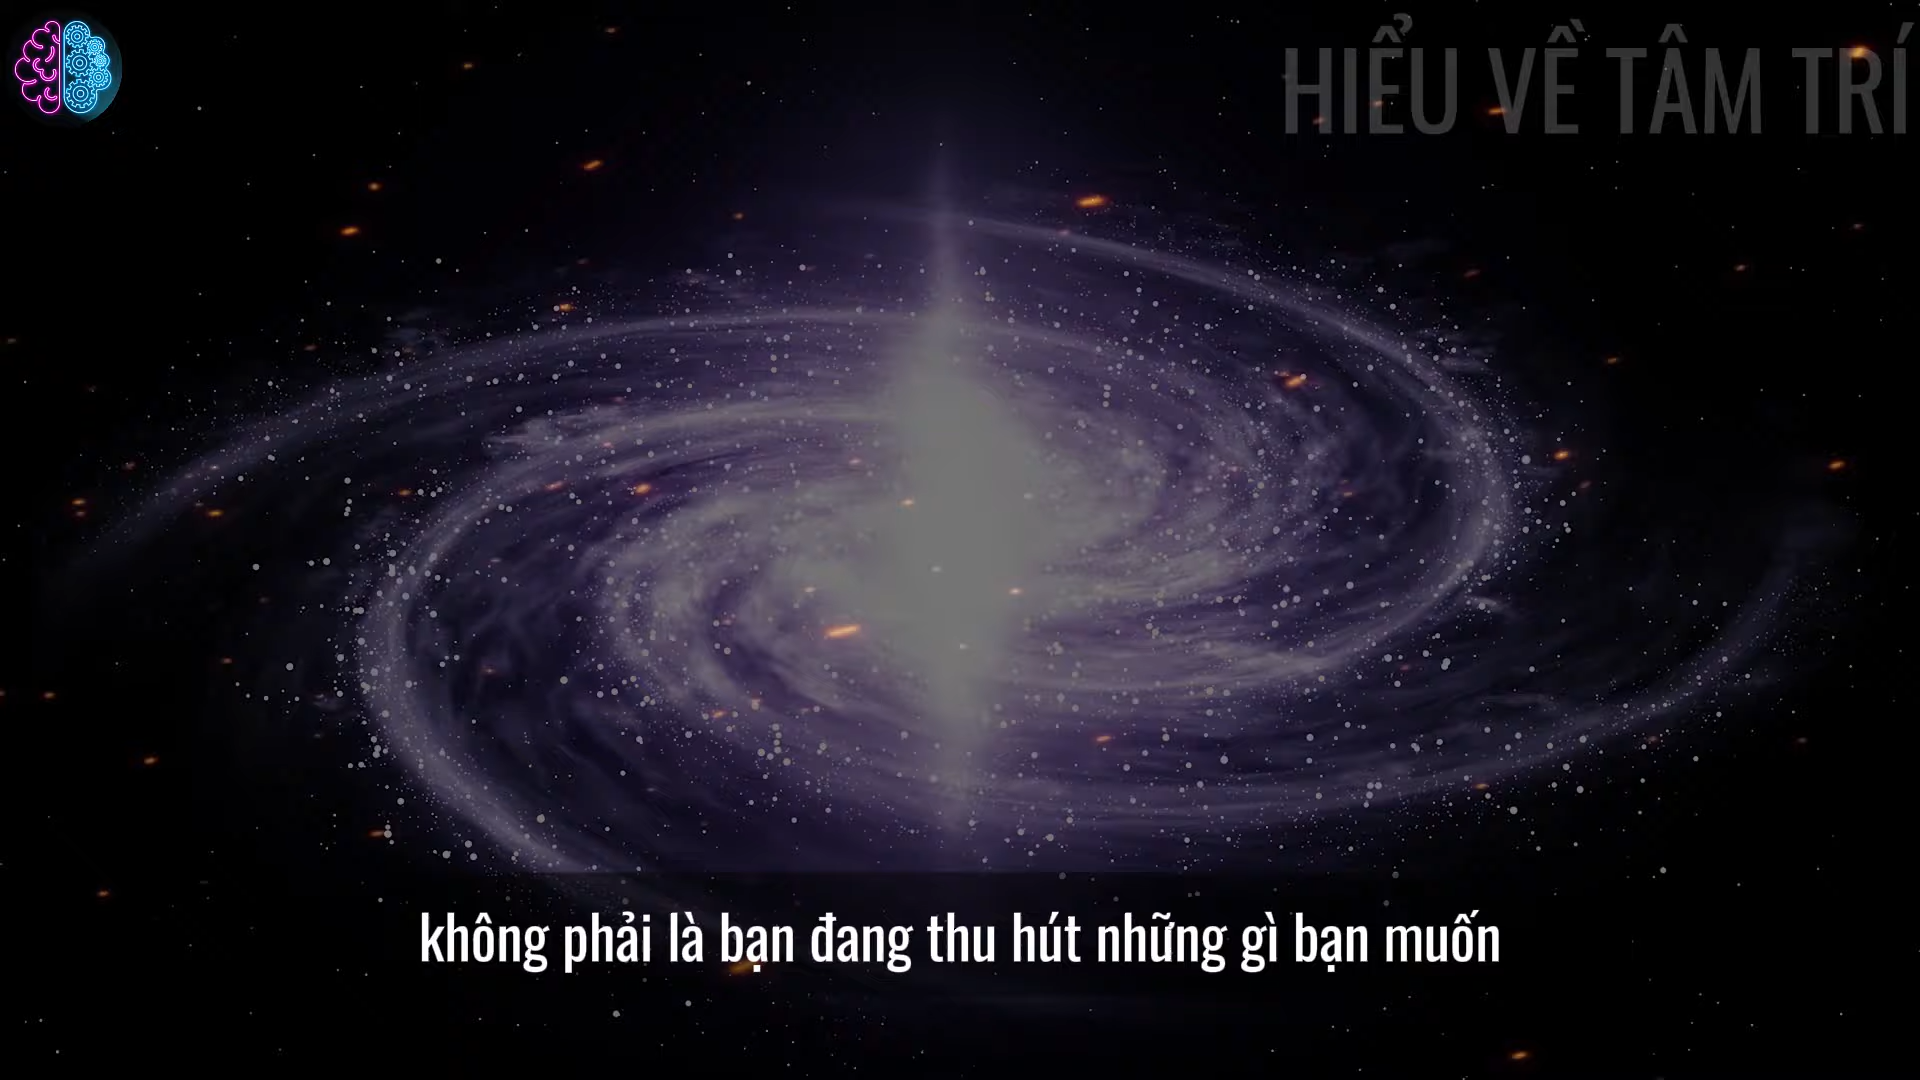 HIỂU VỀ TÂM TRÍ
không phải là bạn đang thu hút những gì bạn muốn